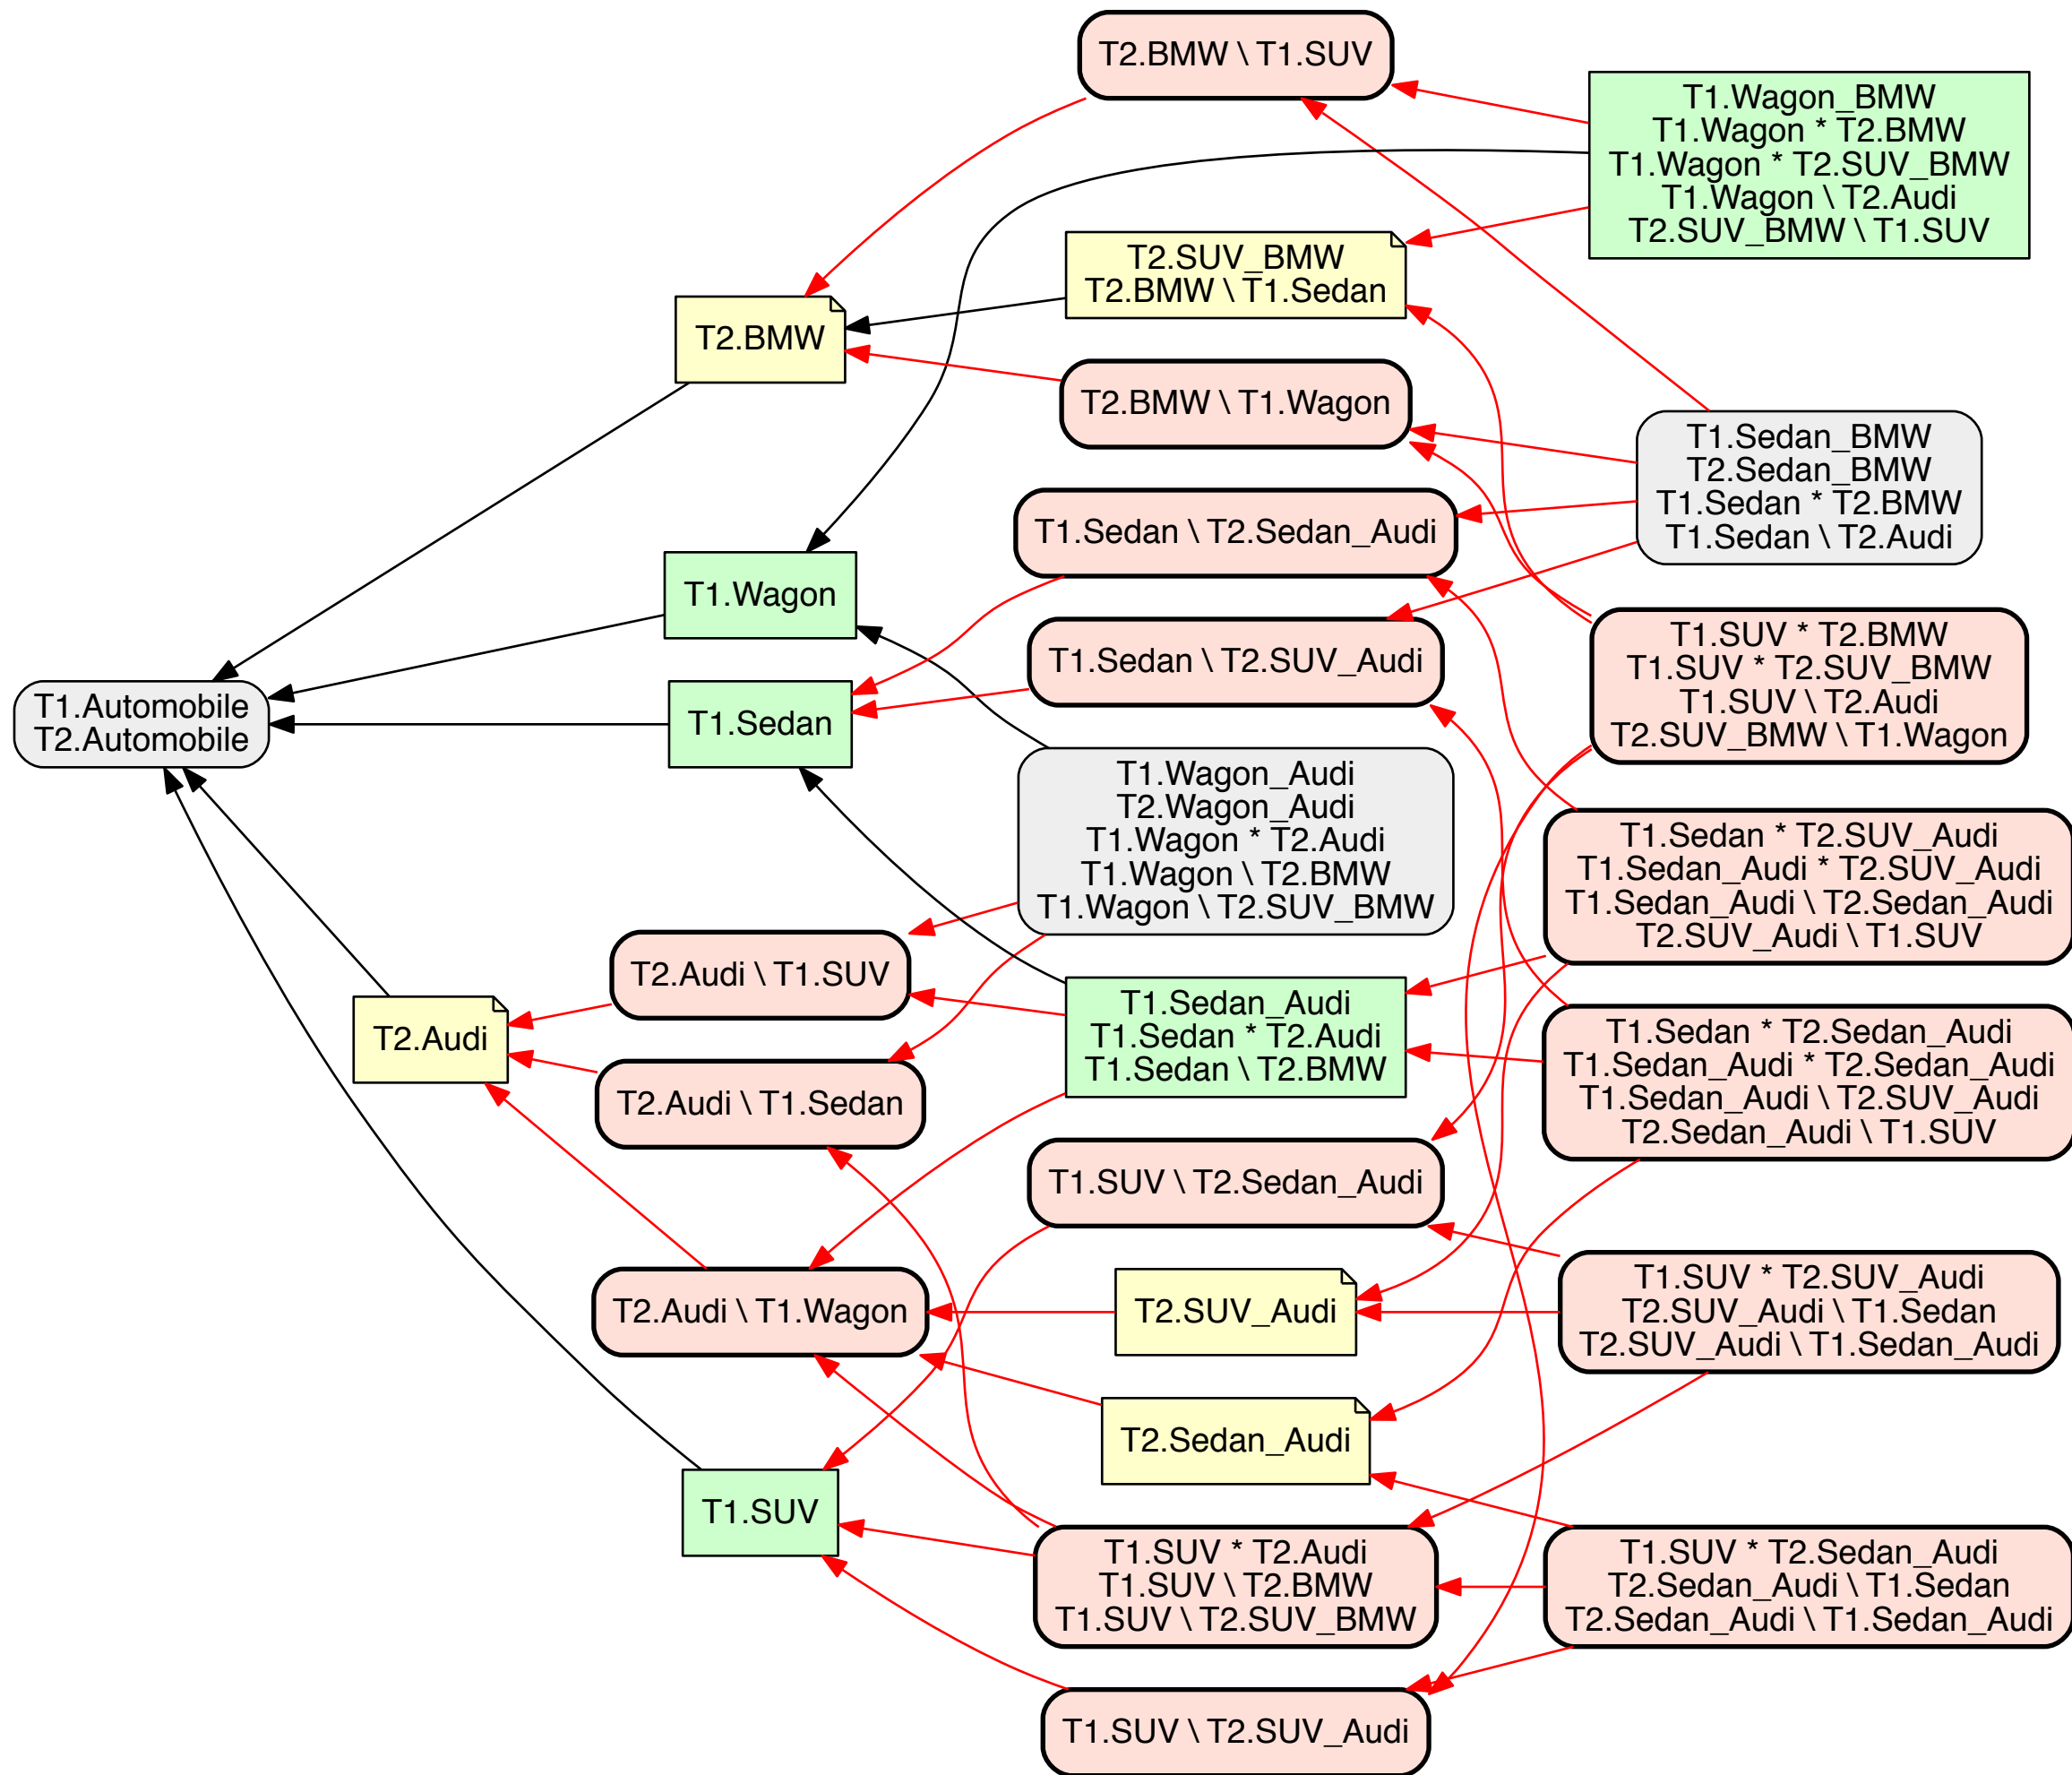 T2.BMW \ T1.SUV
T1.Wagon_BMW
T1.Wagon * T2.BMW
T1.Wagon * T2.SUV_BMW
T1.Wagon \ T2.Audi
T2.SUV_BMW \ T1.SUV
T2.SUV_BMW
T2.BMW \ T1.Sedan
T2.BMW
T2.BMW \ T1.Wagon
T1.Sedan_BMW
T2.Sedan_BMW
T1.Sedan * T2.BMW
T1.Sedan \ T2.Audi
T1.Sedan \ T2.Sedan_Audi
T1.Wagon
T1.Sedan \ T2.SUV_Audi
T1.SUV * T2.BMW
T1.SUV * T2.SUV_BMW
T1.SUV \ T2.Audi
T2.SUV_BMW \ T1.Wagon
T1.Automobile
T2.Automobile
T1.Sedan
T1.Wagon_Audi
T2.Wagon_Audi
T1.Wagon * T2.Audi
T1.Wagon \ T2.BMW
T1.Wagon \ T2.SUV_BMW
T1.Sedan * T2.SUV_Audi
T1.Sedan_Audi * T2.SUV_Audi
T1.Sedan_Audi \ T2.Sedan_Audi
T2.SUV_Audi \ T1.SUV
T2.Audi \ T1.SUV
T2.Audi
T1.Sedan_Audi
T1.Sedan * T2.Audi
T1.Sedan \ T2.BMW
T1.Sedan * T2.Sedan_Audi
T1.Sedan_Audi * T2.Sedan_Audi
T1.Sedan_Audi \ T2.SUV_Audi
T2.Sedan_Audi \ T1.SUV
T2.Audi \ T1.Sedan
T1.SUV \ T2.Sedan_Audi
T2.Audi \ T1.Wagon
T2.SUV_Audi
T1.SUV * T2.SUV_Audi
T2.SUV_Audi \ T1.Sedan
T2.SUV_Audi \ T1.Sedan_Audi
T2.Sedan_Audi
T1.SUV
T1.SUV * T2.Audi
T1.SUV \ T2.BMW
T1.SUV \ T2.SUV_BMW
T1.SUV * T2.Sedan_Audi
T2.Sedan_Audi \ T1.Sedan
T2.Sedan_Audi \ T1.Sedan_Audi
T1.SUV \ T2.SUV_Audi